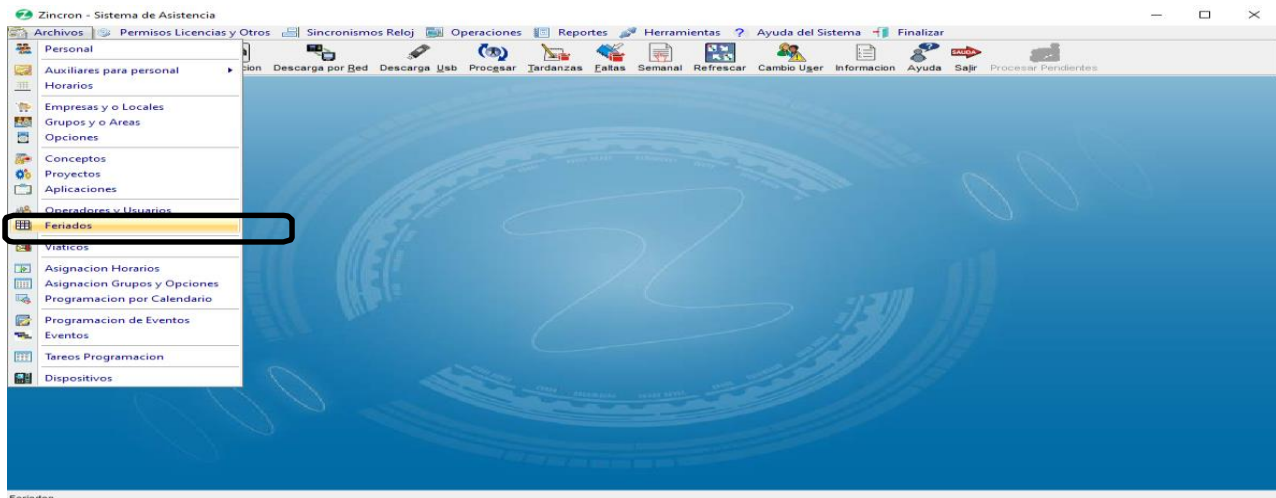 Zincron - Sistema de Asistencia
Archivos Permisos Licencias y Otros Sincronismos Reloj Operaciones Reportes Herramientas ? Ayuda del Sistema Finalizar
cion Descarga por Red Descarga Usb Procesar Tardanzas Faltas Semanal Refrescar Cambio User Informacion Ayuda Salir Procesar Pendientes
SALIDA
Personal
Auxiliares para personal
Horarios
Empresas y o Locales
Grupos y o Areas
Opciones
Conceptos
Proyectos
Aplicaciones
Operadores y Usuarios
Feriados
Viaticos
Asignacion Horarios
Asignacion Grupos y Opciones
Programacion por Calendario
Programacion de Eventos
Eventos
Tareos Programacion
Dispositivos
Feriados